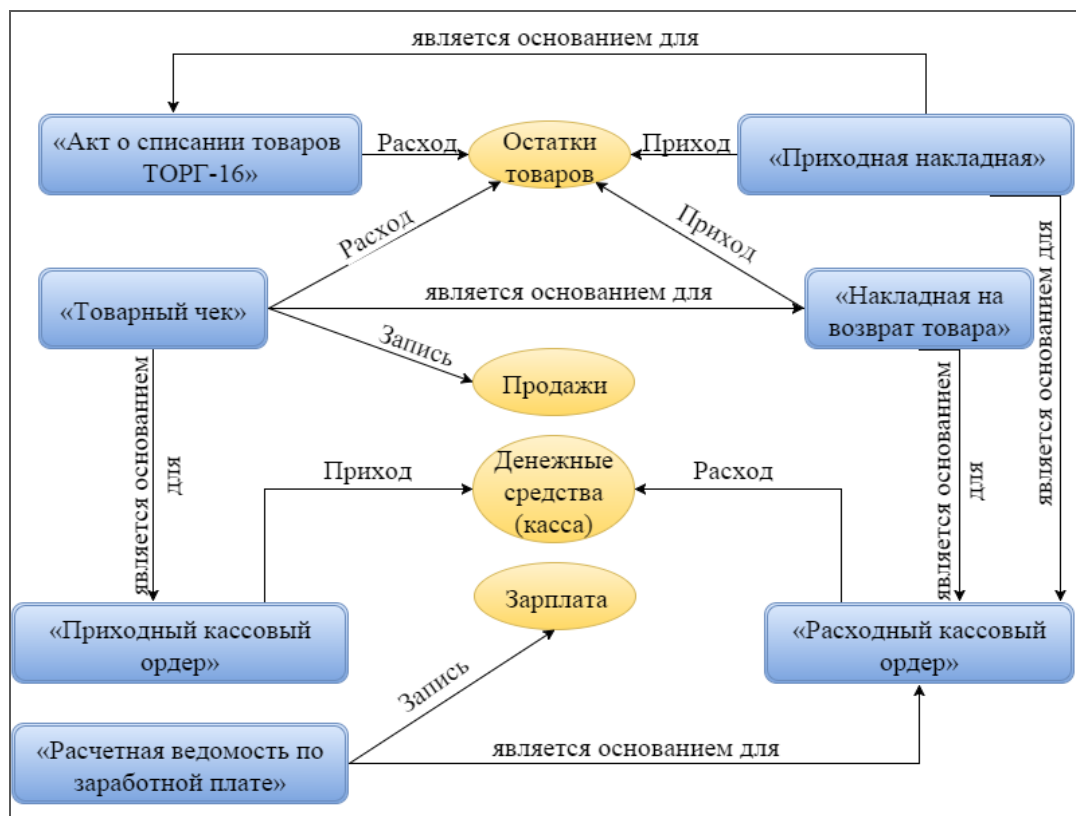 является основанием для
«Акт о списании товаров
ТОРГ-16»
Расход
Остатки
товаров
Приход
«Приходная накладная»
Расход
Приход
«Товарный чек»
является основанием для
«Накладная на
возврат товара»
Запись
Продажи
является основанием
для
является основанием
для
является основанием для
Приход
Денежные
средства
(касса)
Расход
Зарплата
«Приходный кассовый
ордер»
«Расходный кассовый
ордер»
Запись
«Расчетная ведомость по
заработной плате»
является основанием для